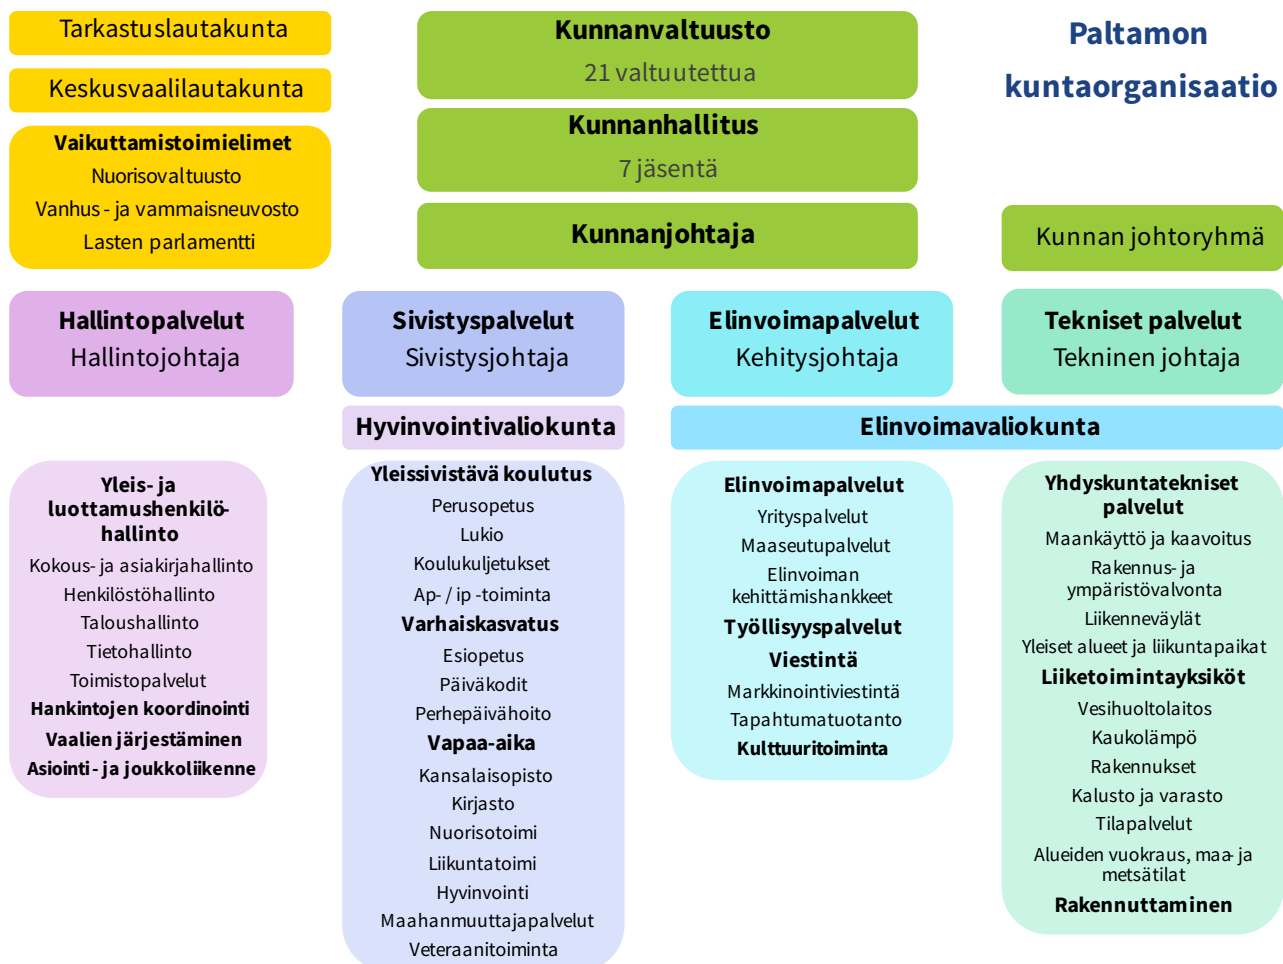 Tarkastuslautakunta
Keskusvaalilautakunta
Vaikuttamistoimielimet
Nuorisovaltuusto
Vanhus - ja vammaisneuvosto
Lasten parlamentti
Kunnanvaltuusto
21 valtuutettua
Kunnanhallitus
7 jäsentä
Kunnanjohtaja
Paltamon
kuntaorganisaatio
Kunnan johtoryhmä
Hallintopalvelut
Hallintojohtaja
Sivistyspalvelut
Sivistysjohtaja
Elinvoimapalvelut
Kehitysjohtaja
Tekniset palvelut
Tekninen johtaja
Hyvinvointivaliokunta
Elinvoimavaliokunta
Yleis- ja
luottamushenkilö-
hallinto
Kokous- ja asiakirjahallinto
Henkilöstöhallinto
Taloushallinto
Tietohallinto
Toimistopalvelut
Hankintojen koordinointi
Vaalien järjestäminen
Asiointi - ja joukkoliikenne
Yleissivistävä koulutus
Perusopetus
Lukio
Koulukuljetukset
Ap- / ip -toiminta
Varhaiskasvatus
Esiopetus
Päiväkodit
Perhepäivähoito
Vapaa-aika
Kansalaisopisto
Kirjasto
Nuorisotoimi
Liikuntatoimi
Hyvinvointi
Maahanmuuttajapalvelut
Veteraanitoiminta
Elinvoimapalvelut
Yrityspalvelut
Maaseutupalvelut
Elinvoiman
kehittämishankkeet
Työllisyyspalvelut
Viestintä
Markkinointiviestintä
Tapahtumatuotanto
Kulttuuritoiminta
Yhdyskuntatekniset
palvelut
Maankäyttö ja kaavoitus
Rakennus- ja
ympäristövalvonta
Liikenneväylät
Yleiset alueet ja liikuntapaikat
Liiketoimintayksiköt
Vesihuoltolaitos
Kaukolämpö
Rakennukset
Kalusto ja varasto
Tilapalvelut
Alueiden vuokraus, maa- ja
metsätilat
Rakennuttaminen